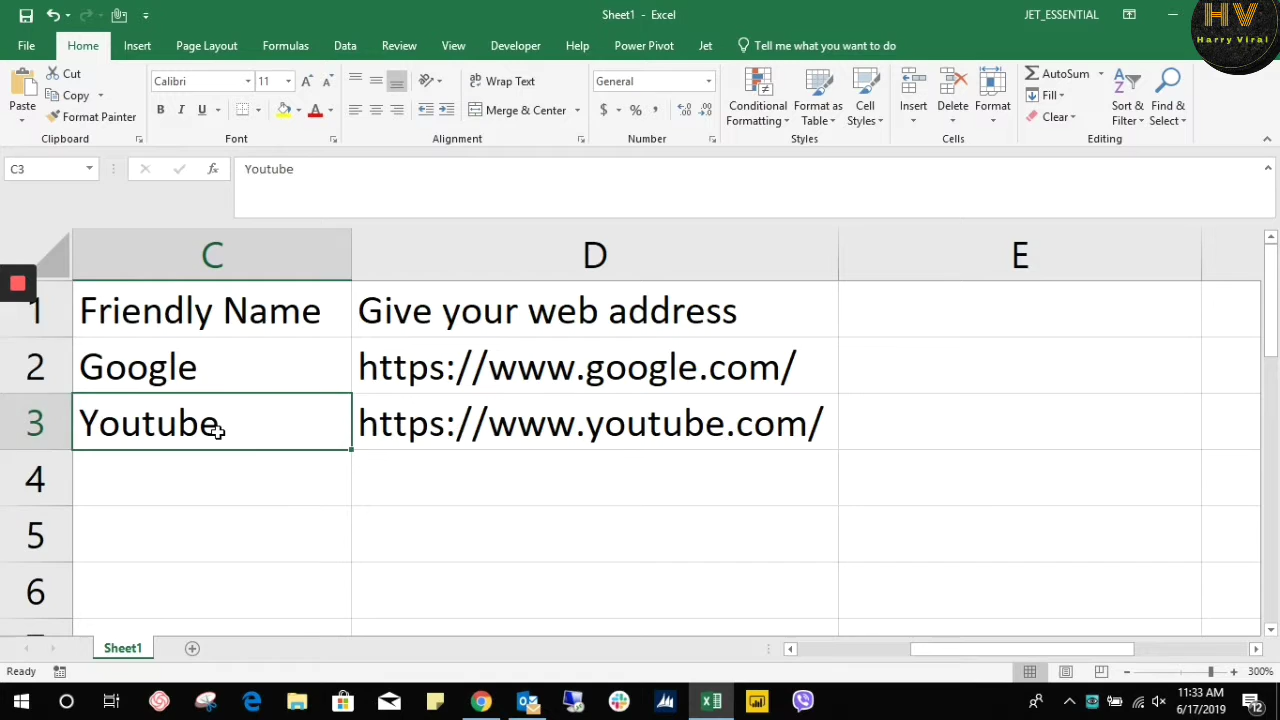 Sheet1 - Excel
JET_ESSENTIAL
HV
Harry Viral
File Home Insert Page Layout Formulas Data Review View Developer Help Power Pivot Jet Tell me what you want to do
Paste
Cut
Copy
Format Painter
Clipboard
Calibri 11
B I U
Font
Wrap Text
Merge & Center
Alignment
General
$ % ,
Number
Conditional Formatting
Format as Table
Cell Styles
Styles
Insert
Delete
Format
Cells
AutoSum
Fill
Clear
Sort & Filter
Find & Select
Editing
C3
fx
Youtube
C D E
1 Friendly Name Give your web address
2 Google https://www.google.com/
3 Youtube https://www.youtube.com/
4
5
6
Sheet1
Ready
300%
11:33 AM
6/17/2019
12